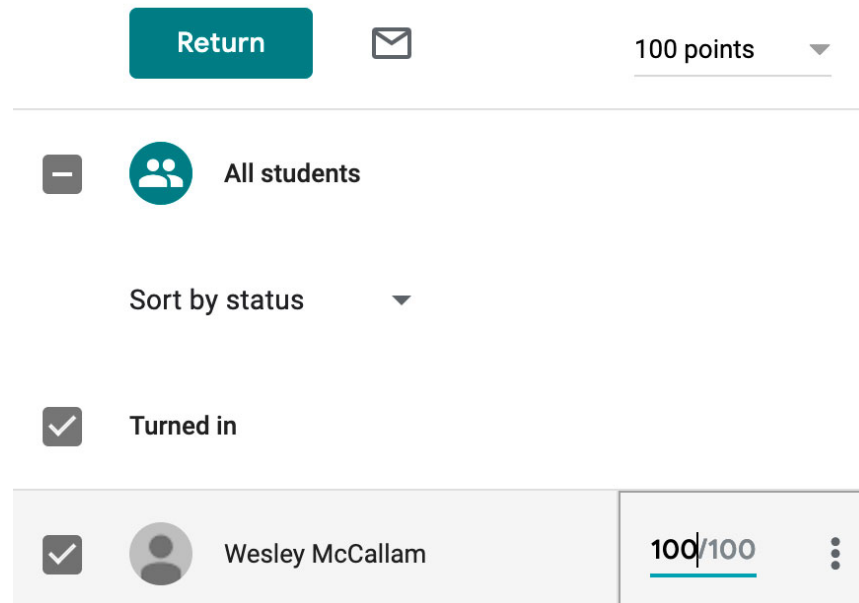 Return
100 points
All students
Sort by status
Turned in
Wesley McCallam
100/100